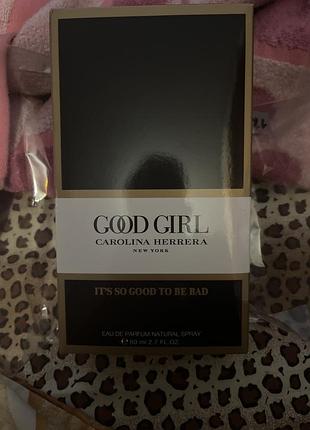 GOOD GIRL
CAROLINA HERRERA
NEW YORK
IT'S SO GOOD TO BE BAD
EAU DE PARFUM NATURAL SPRAY
℮ 80 ml 2.7 FL.OZ.